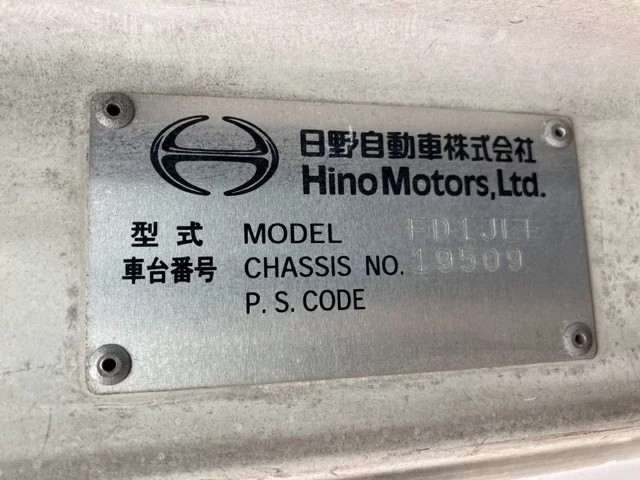 日野自動車株式会社
Hino Motors, Ltd.
型式 MODEL
車台番号 CHASSIS NO. 19509
P. S. CODE